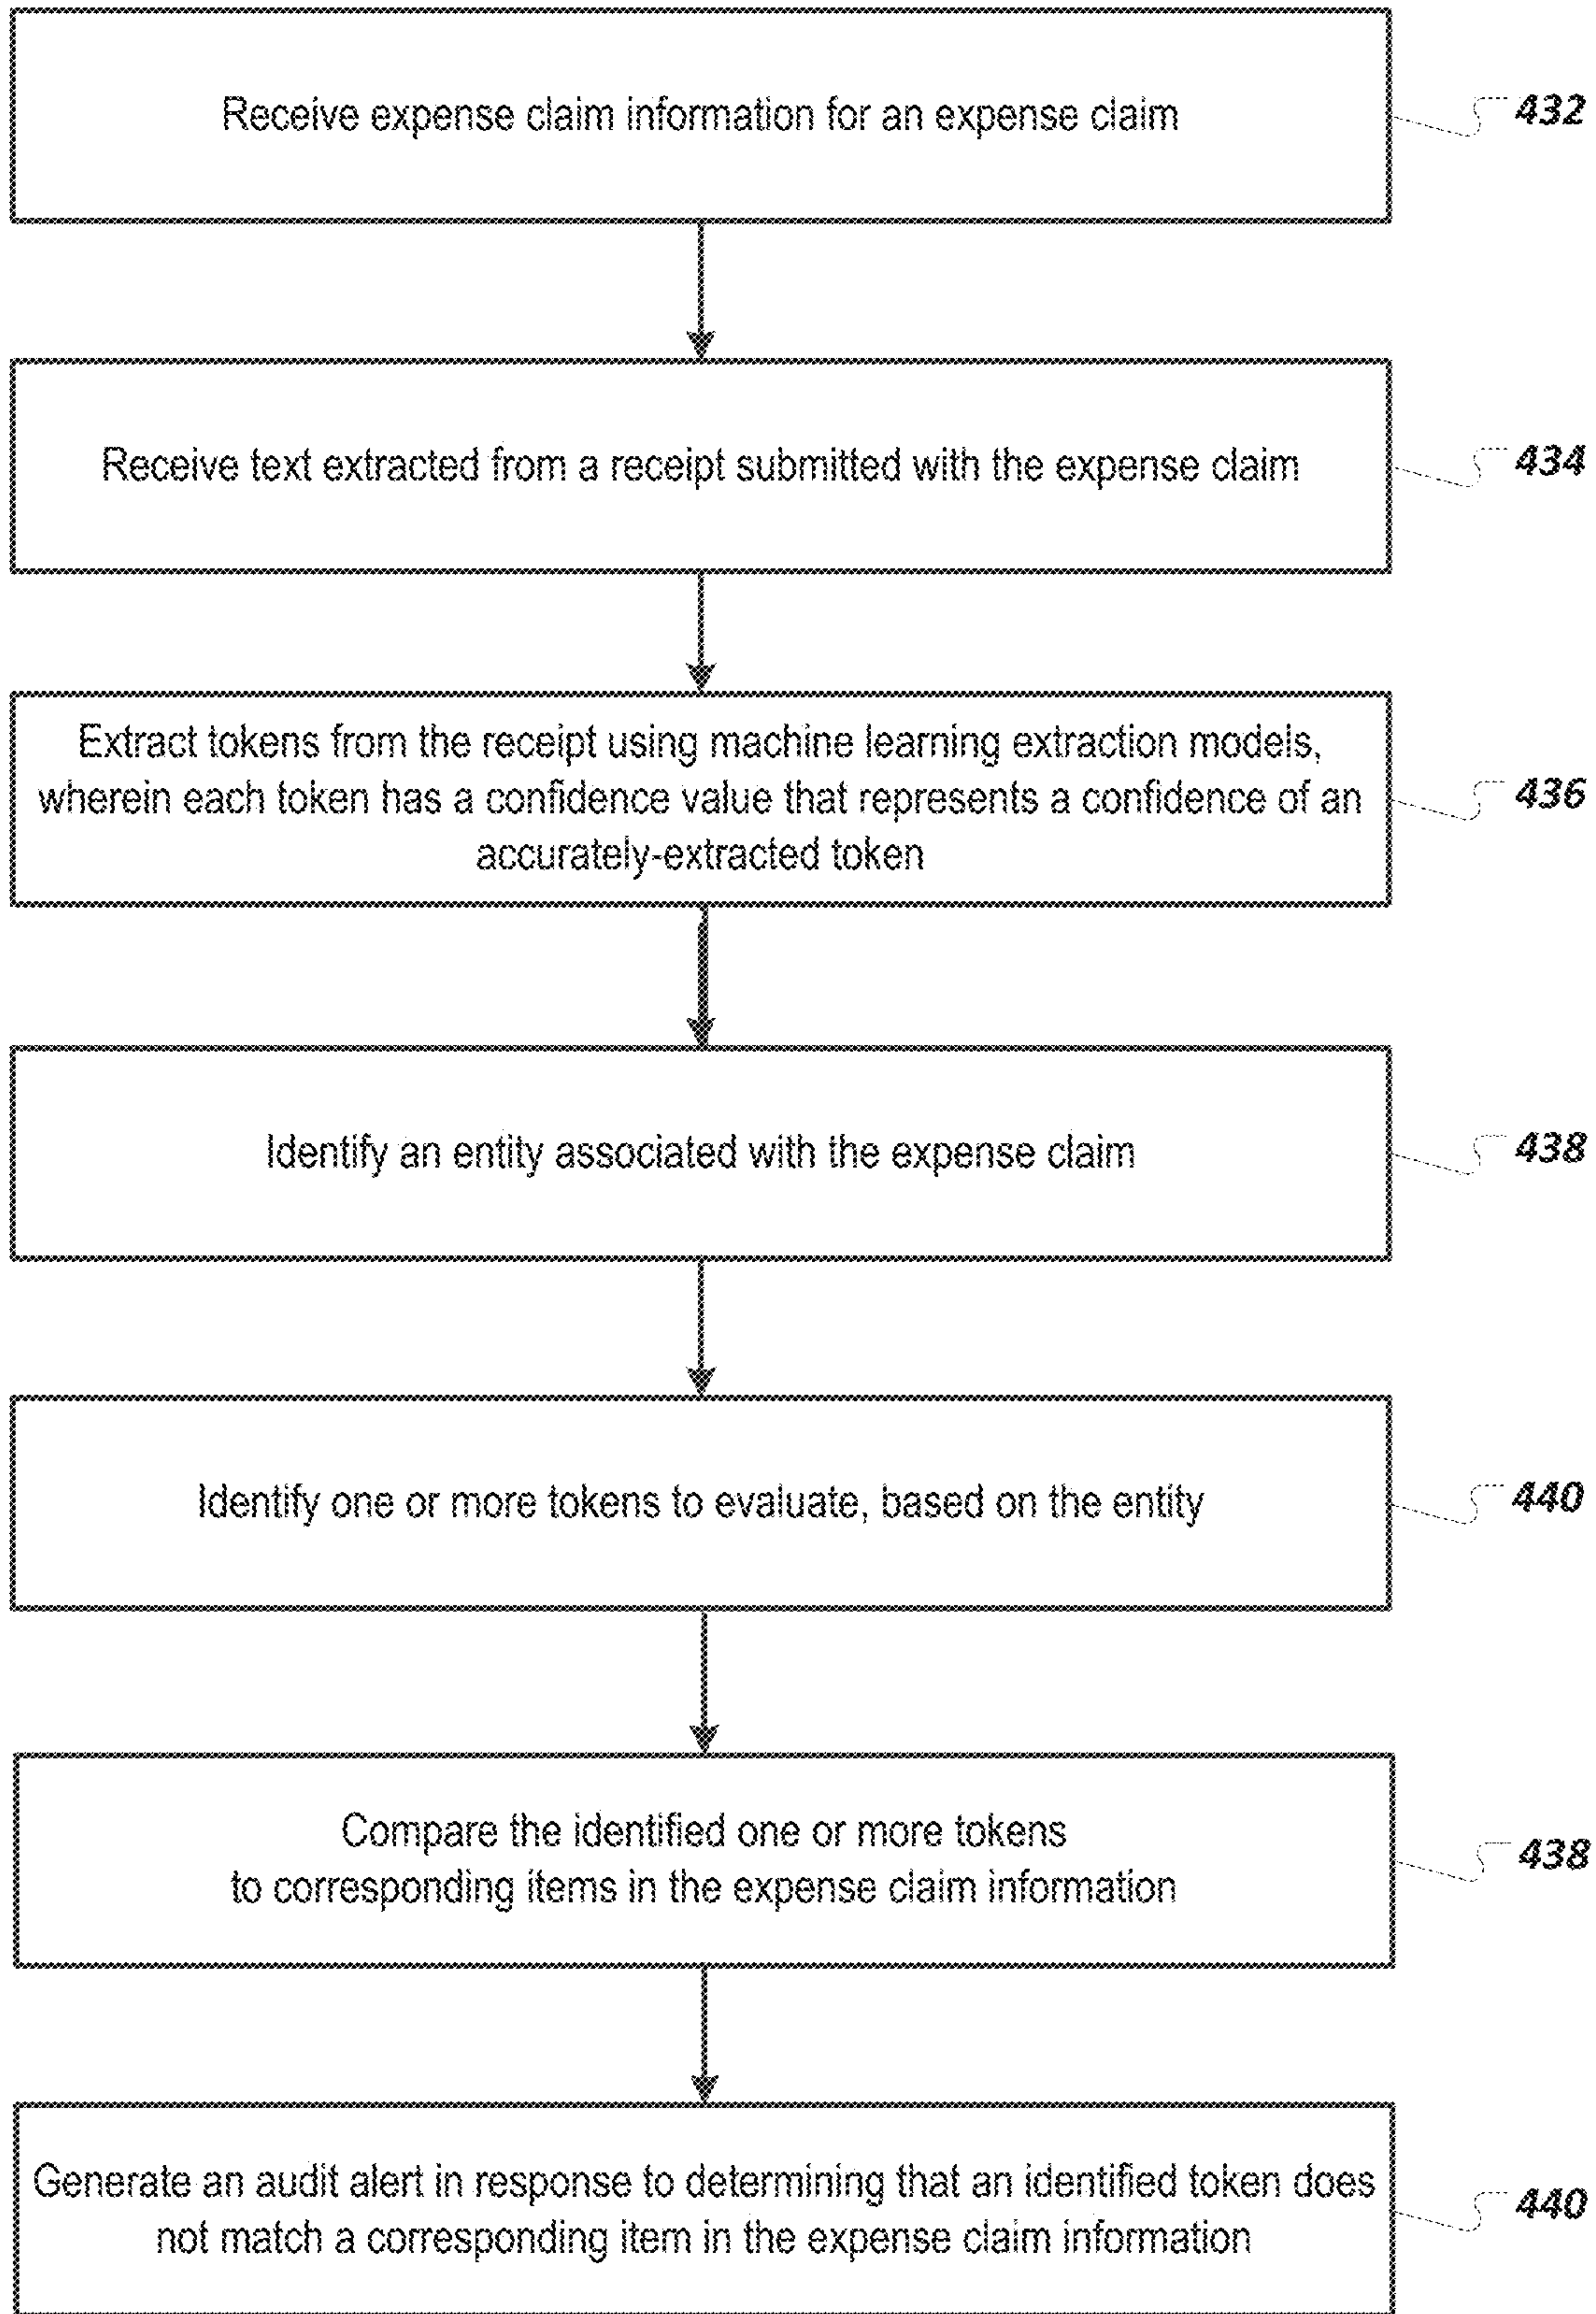 Receive expense claim information for an expense claim
432
Receive text extracted from a receipt submitted with the expense claim
434
Extract tokens from the receipt using machine learning extraction models,
wherein each token has a confidence value that represents a confidence of an
accurately-extracted token
436
Identify an entity associated with the expense claim
438
Identify one or more tokens to evaluate, based on the entity
440
Compare the identified one or more tokens
to corresponding items in the expense claim information
438
Generate an audit alert in response to determining that an identified token does
not match a corresponding item in the expense claim information
440